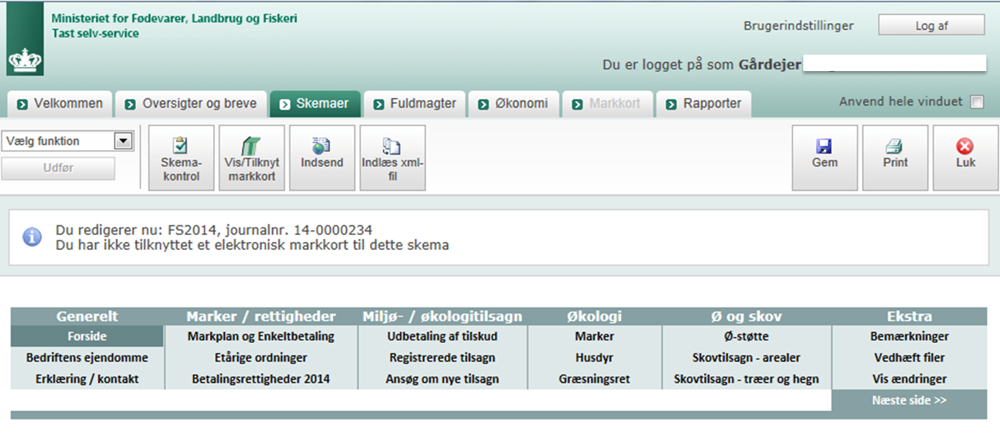 Ministeriet for Fødevarer, Landbrug og Fiskeri
Tast selv-service
Brugerindstillinger
Log af
Du er logget på som Gårdejer
Velkommen
Oversigter og breve
Skemaer
Fuldmagter
Økonomi
Markkort
Rapporter
Anvend hele vinduet
Vælg funktion
Udfør
Skema-
kontrol
Vis/Tilknyt
markkort
Indsend
Indlæs xml-
fil
Gem
Print
Luk
Du redigerer nu: FS2014, journalnr. 14-0000234
Du har ikke tilknyttet et elektronisk markkort til dette skema
Generelt Marker / rettigheder Miljø- / økologitilsagn Økologi Ø og skov Ekstra
Forside Markplan og Enkeltbetaling Udbetaling af tilskud Marker Ø-støtte Bemærkninger
Bedriftens ejendomme Etårige ordninger Registrerede tilsagn Husdyr Skovtilsagn - arealer Vedhæft filer
Erklæring / kontakt Betalingsrettigheder 2014 Ansøg om nye tilsagn Græsningsret Skovtilsagn - træer og hegn Vis ændringer
Næste side >>